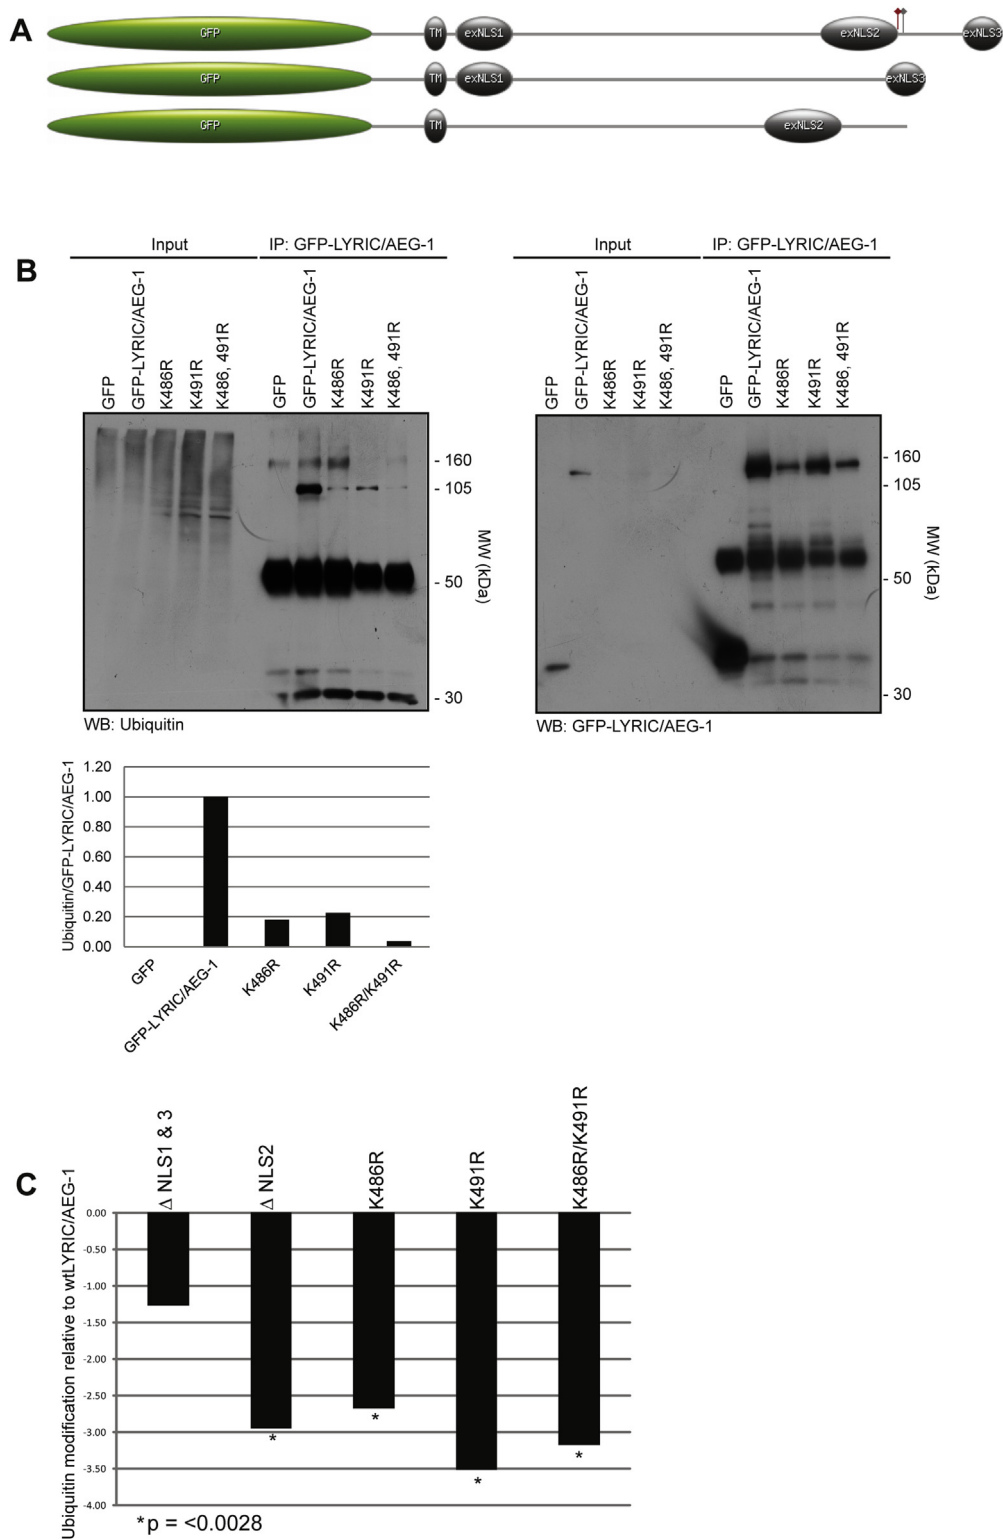 A
GFP TM exNLS1 exNLS2 exNLS3
GFP TM exNLS1 exNLS3
GFP TM exNLS2
B
Input IP: GFP-LYRIC/AEG-1
GFP
GFP-LYRIC/AEG-1
K486R
K491R
K486, 491R
GFP
GFP-LYRIC/AEG-1
K486R
K491R
K486, 491R
- 160
- 105
- 50
- 30
MW (kDa)
WB: Ubiquitin
Input IP: GFP-LYRIC/AEG-1
GFP
GFP-LYRIC/AEG-1
K486R
K491R
K486, 491R
GFP
GFP-LYRIC/AEG-1
K486R
K491R
K486, 491R
- 160
- 105
- 50
- 30
MW (kDa)
WB: GFP-LYRIC/AEG-1
Ubiquitin/GFP-LYRIC/AEG-1
1.20
1.00
0.80
0.60
0.40
0.20
0.00
GFP
GFP-LYRIC/AEG-1
K486R
K491R
K486R/K491R
C
Ubiquitin modification relative to wtLYRIC/AEG-1
Δ NLS1 & 3
Δ NLS2
K486R
K491R
K486R/K491R
0.00
-0.50
-1.00
-1.50
-2.00
-2.50
-3.00
-3.50
-4.00
*
*
*
*
*p = <0.0028